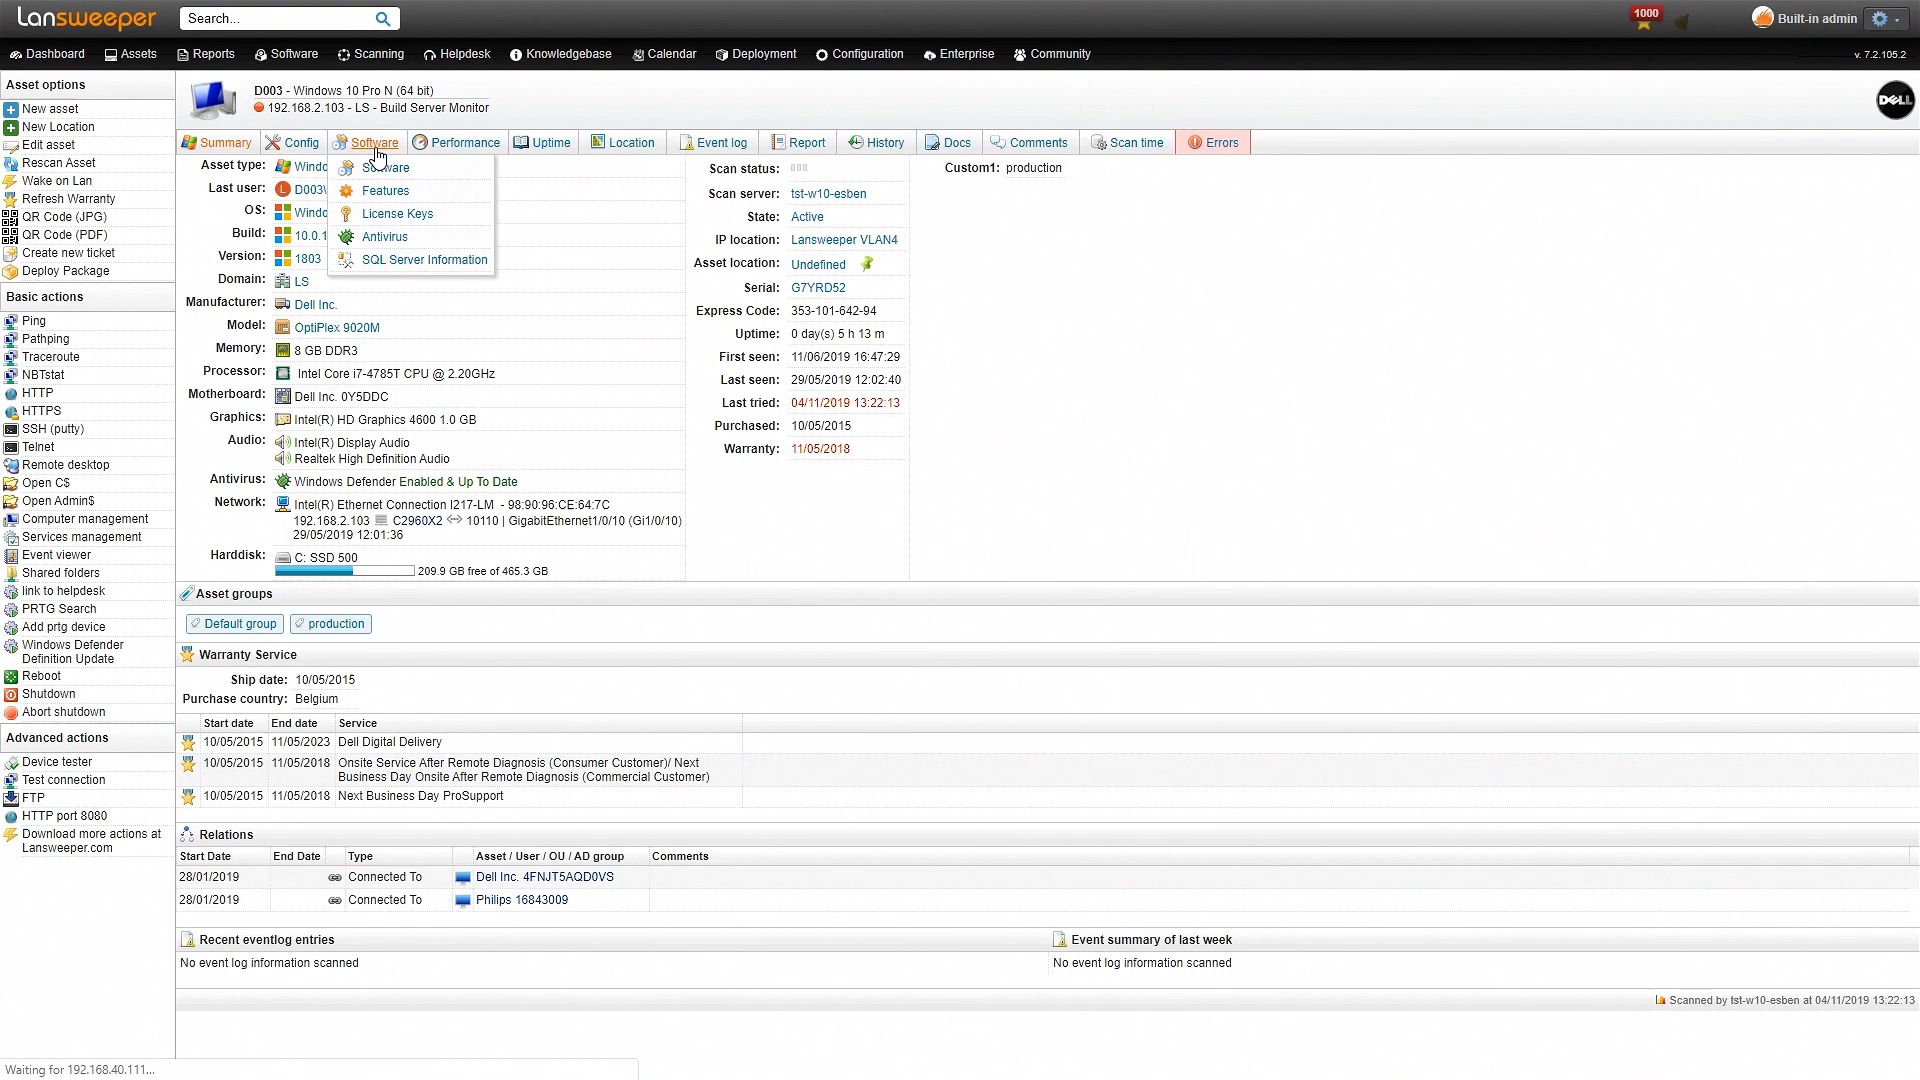 Lansweeper
Search...
1000
Built-in admin
Dashboard Assets Reports Software Scanning Helpdesk Knowledgebase Calendar Deployment Configuration Enterprise Community
v. 7.2.105.2
Asset options
New asset
New Location
Edit asset
Rescan Asset
Wake on Lan
Refresh Warranty
QR Code (JPG)
QR Code (PDF)
Create new ticket
Deploy Package
Basic actions
Ping
Pathping
Traceroute
NBTstat
HTTP
HTTPS
SSH (putty)
Telnet
Remote desktop
Open C$
Open Admin$
Computer management
Services management
Event viewer
Shared folders
link to helpdesk
PRTG Search
Add prtg device
Windows Defender
Definition Update
Reboot
Shutdown
Abort shutdown
Advanced actions
Device tester
Test connection
FTP
HTTP port 8080
Download more actions at
Lansweeper.com
D003 - Windows 10 Pro N (64 bit)
192.168.2.103 - LS - Build Server Monitor
DELL
Summary Config Software Performance Uptime Location Event log Report History Docs Comments Scan time Errors
Software
Features
License Keys
Antivirus
SQL Server Information
Asset type: Windo
Last user: D003\
OS: Windo
Build: 10.0.1
Version: 1803
Domain: LS
Manufacturer: Dell Inc.
Model: OptiPlex 9020M
Memory: 8 GB DDR3
Processor: Intel Core i7-4785T CPU @ 2.20GHz
Motherboard: Dell Inc. 0Y5DDC
Graphics: Intel(R) HD Graphics 4600 1.0 GB
Audio: Intel(R) Display Audio
Realtek High Definition Audio
Antivirus: Windows Defender Enabled & Up To Date
Network: Intel(R) Ethernet Connection I217-LM - 98:90:96:CE:64:7C
192.168.2.103 C2960X2 10110 | GigabitEthernet1/0/10 (Gi1/0/10)
29/05/2019 12:01:36
Harddisk: C: SSD 500
209.9 GB free of 465.3 GB
Scan status:
Scan server: tst-w10-esben
State: Active
IP location: Lansweeper VLAN4
Asset location: Undefined
Serial: G7YRD52
Express Code: 353-101-642-94
Uptime: 0 day(s) 5 h 13 m
First seen: 11/06/2019 16:47:29
Last seen: 29/05/2019 12:02:40
Last tried: 04/11/2019 13:22:13
Purchased: 10/05/2015
Warranty: 11/05/2018
Custom1: production
Asset groups
Default group production
Warranty Service
Ship date: 10/05/2015
Purchase country: Belgium
Start date End date Service
10/05/2015 11/05/2023 Dell Digital Delivery
10/05/2015 11/05/2018 Onsite Service After Remote Diagnosis (Consumer Customer)/ Next
Business Day Onsite After Remote Diagnosis (Commercial Customer)
10/05/2015 11/05/2018 Next Business Day ProSupport
Relations
Start Date End Date Type Asset / User / OU / AD group Comments
28/01/2019 Connected To Dell Inc. 4FNJT5AQD0VS
28/01/2019 Connected To Philips 16843009
Recent eventlog entries
No event log information scanned
Event summary of last week
No event log information scanned
Scanned by tst-w10-esben at 04/11/2019 13:22:13
Waiting for 192.168.40.111...